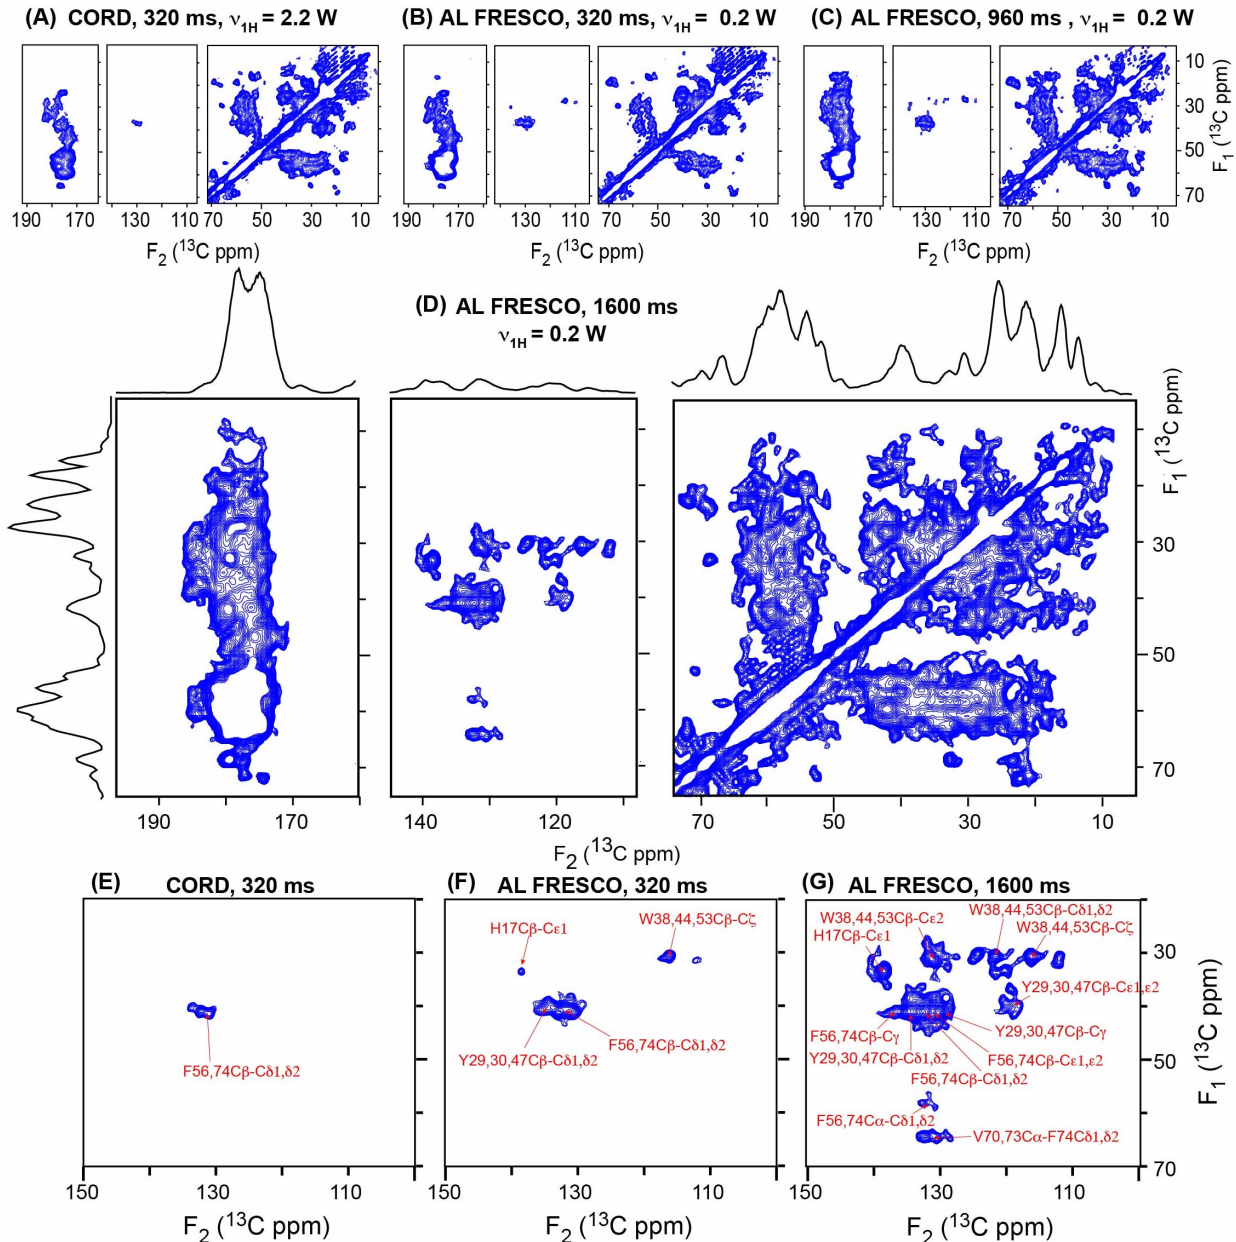 (A) CORD, 320 ms, ν1H = 2.2 W
(B) AL FRESCO, 320 ms, ν1H = 0.2 W
(C) AL FRESCO, 960 ms , ν1H = 0.2 W
10
30
50
70
F1 (13C ppm)
190 170 130 110 70 50 30 10
190 170 130 110 70 50 30 10
190 170 130 110 70 50 30 10
F2 (13C ppm)
F2 (13C ppm)
F2 (13C ppm)
(D) AL FRESCO, 1600 ms
ν1H = 0.2 W
F1 (13C ppm)
30
50
70
190 170 140 130 120 70 50 30 10
F2 (13C ppm)
(E) CORD, 320 ms
F56,74Cβ-Cδ1,δ2
150 130 110
F2 (13C ppm)
(F) AL FRESCO, 320 ms
W38,44,53Cβ-Cζ
H17Cβ-Cε1
F56,74Cβ-Cδ1,δ2
Y29,30,47Cβ-Cδ1,δ2
150 130 110
F2 (13C ppm)
(G) AL FRESCO, 1600 ms
W38,44,53Cβ-Cδ1,δ2
W38,44,53Cβ-Cε2
W38,44,53Cβ-Cζ
H17Cβ-Cε1
Y29,30,47Cβ-Cε1,ε2
Y29,30,47Cβ-Cγ
F56,74Cβ-Cγ
Y29,30,47Cβ-Cδ1,δ2
F56,74Cβ-Cε1,ε2
F56,74Cβ-Cδ1,δ2
F56,74Cα-Cδ1,δ2
V70,73Cα-F74Cδ1,δ2
30
50
70
F1 (13C ppm)
150 130 110
F2 (13C ppm)